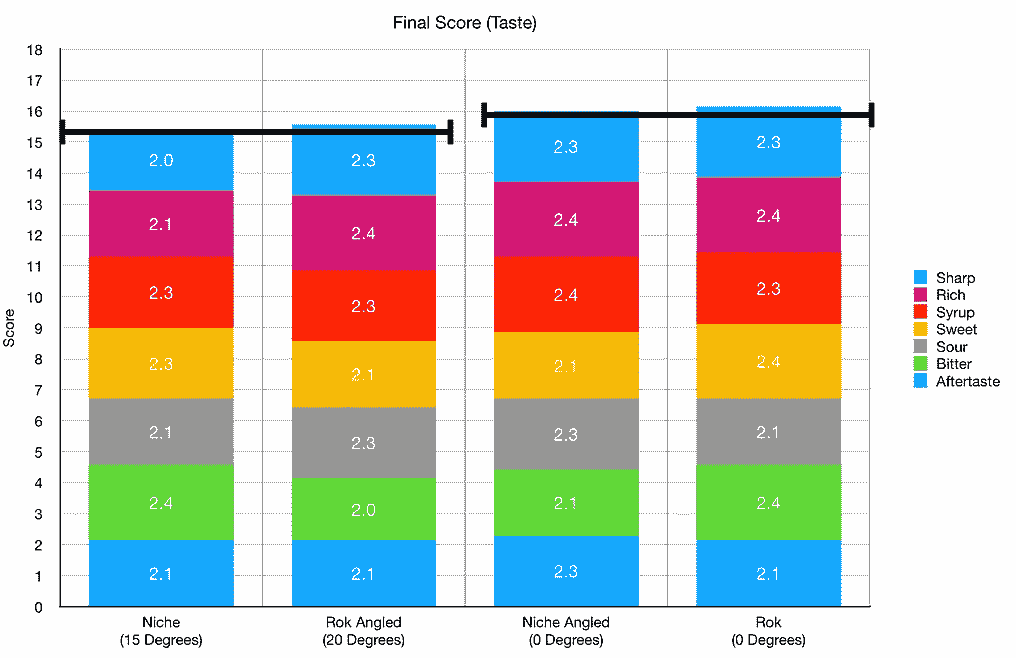 Final Score (Taste)
18
17
16
15
14
13
12
11
10
9
8
7
6
5
4
3
2
1
0
Score
2.0
2.1
2.3
2.3
2.1
2.4
2.1
2.3
2.4
2.3
2.1
2.3
2.0
2.1
2.3
2.4
2.4
2.1
2.3
2.1
2.3
2.3
2.4
2.3
2.4
2.1
2.4
2.1
Niche
(15 Degrees)
Rok Angled
(20 Degrees)
Niche Angled
(0 Degrees)
Rok
(0 Degrees)
Sharp
Rich
Syrup
Sweet
Sour
Bitter
Aftertaste